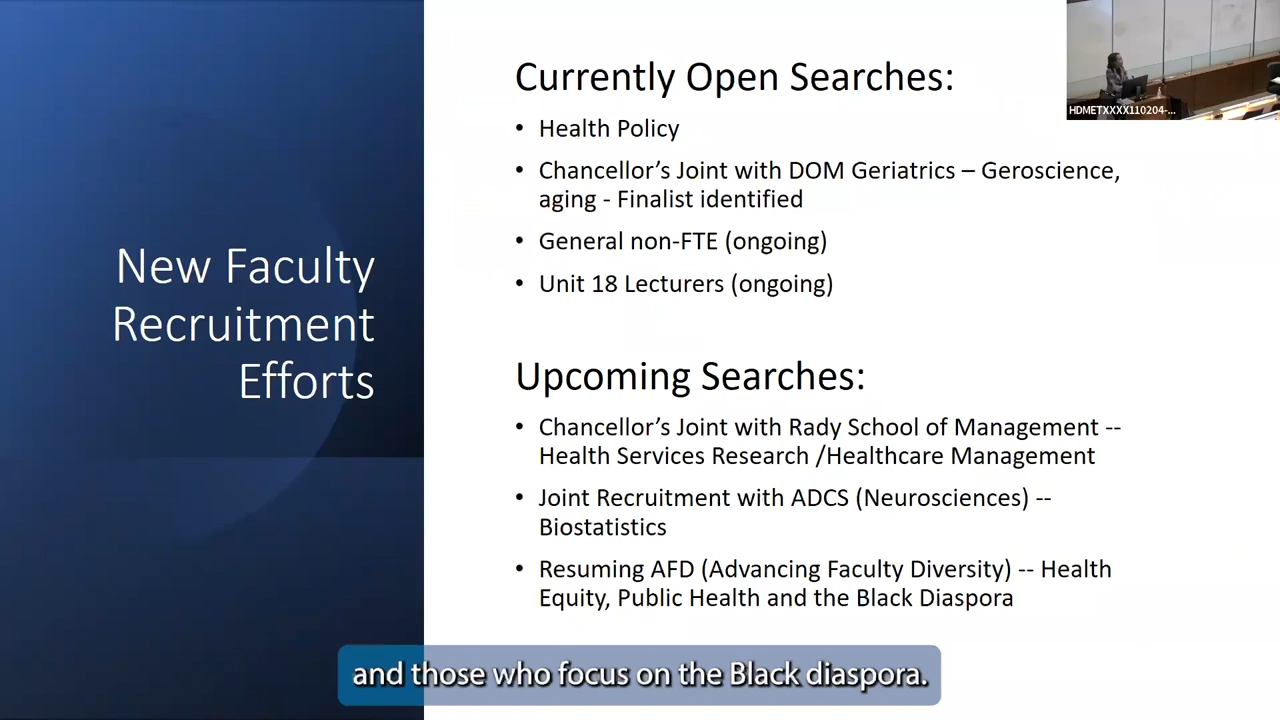 New Faculty
Recruitment
Efforts
Currently Open Searches:
• Health Policy
• Chancellor's Joint with DOM Geriatrics – Geroscience,
aging - Finalist identified
• General non-FTE (ongoing)
• Unit 18 Lecturers (ongoing)
Upcoming Searches:
• Chancellor's Joint with Rady School of Management --
Health Services Research /Healthcare Management
• Joint Recruitment with ADCS (Neurosciences) --
Biostatistics
• Resuming AFD (Advancing Faculty Diversity) -- Health
Equity, Public Health and the Black Diaspora
HDMETXXXX110204-...
and those who focus on the Black diaspora.